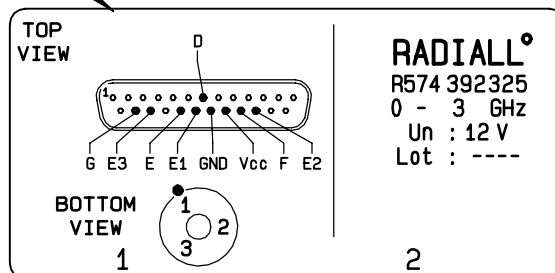 TOP
VIEW
D
1
G E3 E E1 GND Vcc F E2
BOTTOM
VIEW
1
2
3
1
RADIALL°
R574 392325
0 - 3 GHz
Un : 12 V
Lot : ----
2